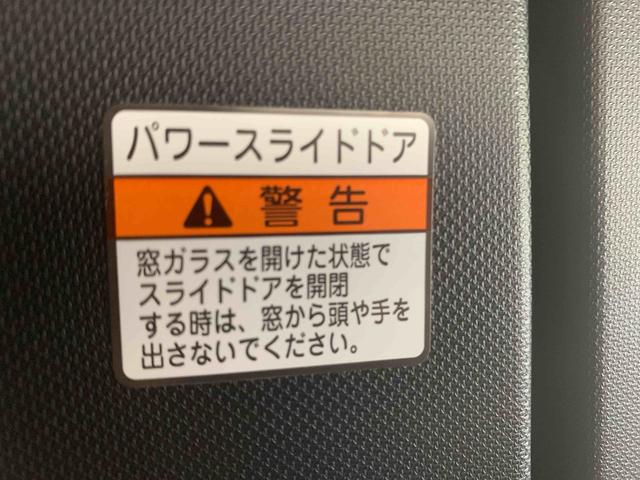 パワースライドドア
警告
窓ガラスを開けた状態で
スライドドアを開閉
する時は、窓から頭や手を
出さないでください。